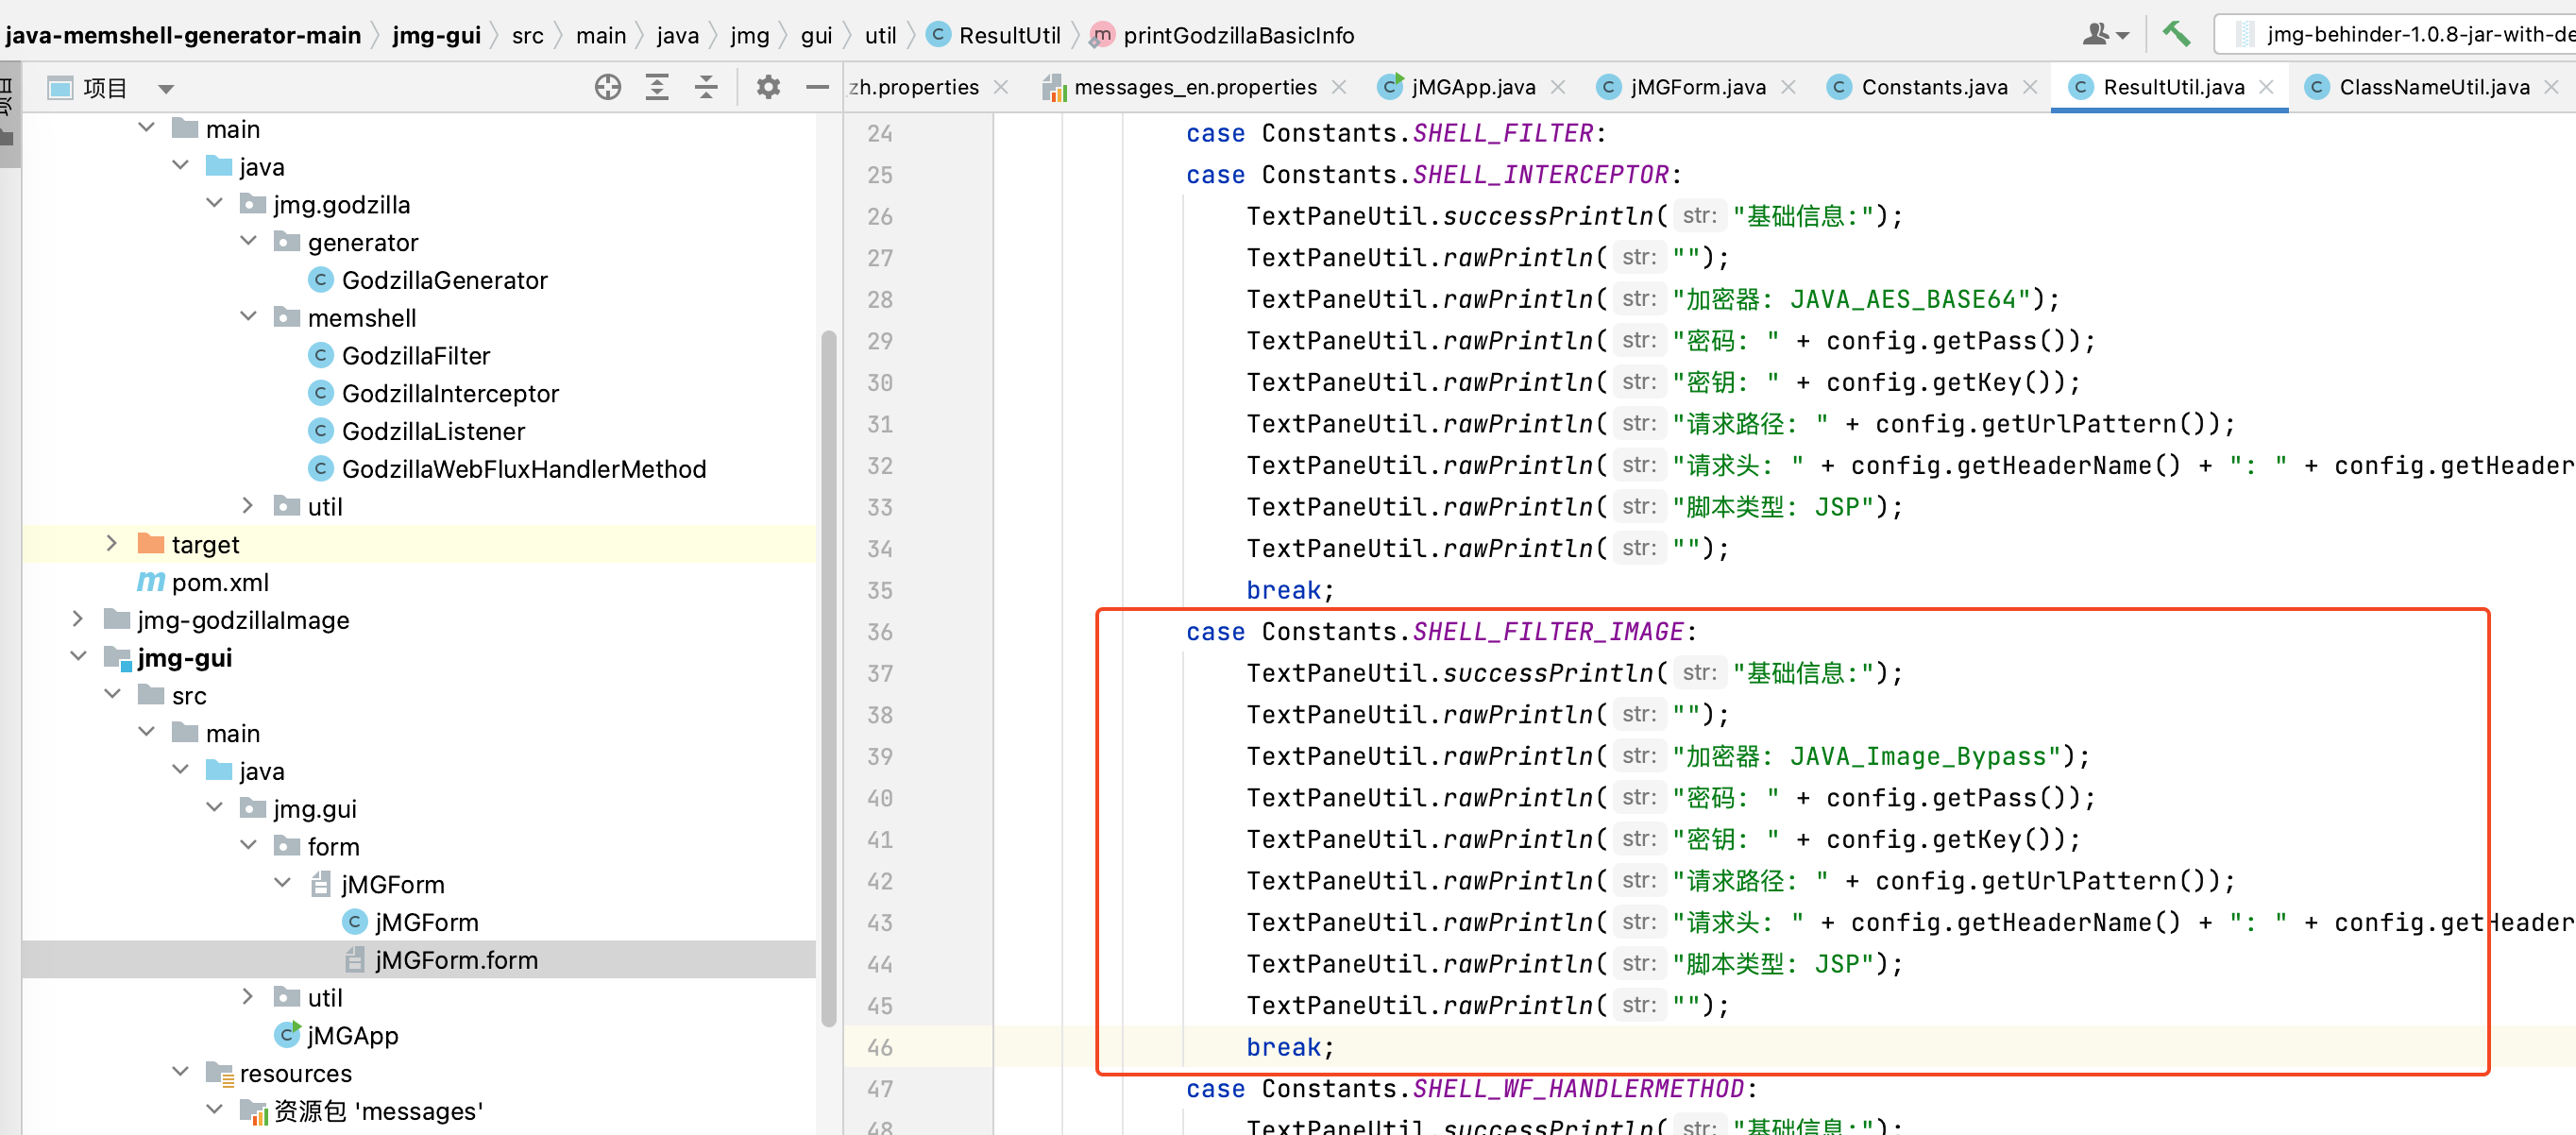 java-memshell-generator-main jmg-gui src main java jmg gui util ResultUtil printGodzillaBasicInfo
jmg-behinder-1.0.8-jar-with-de
项目
zh.properties messages_en.properties jMGApp.java jMGForm.java Constants.java ResultUtil.java ClassNameUtil.java
main
java
jmg.godzilla
generator
GodzillaGenerator
memshell
GodzillaFilter
GodzillaInterceptor
GodzillaListener
GodzillaWebFluxHandlerMethod
util
target
pom.xml
jmg-godzillaImage
jmg-gui
src
main
java
jmg.gui
form
jMGForm
jMGForm
jMGForm.form
util
jMGApp
resources
资源包 'messages'
24 case Constants.SHELL_FILTER:
25 case Constants.SHELL_INTERCEPTOR:
26 TextPaneUtil.successPrintln( str: "基础信息:");
27 TextPaneUtil.rawPrintln( str: "");
28 TextPaneUtil.rawPrintln( str: "加密器: JAVA_AES_BASE64");
29 TextPaneUtil.rawPrintln( str: "密码: " + config.getPass());
30 TextPaneUtil.rawPrintln( str: "密钥: " + config.getKey());
31 TextPaneUtil.rawPrintln( str: "请求路径: " + config.getUrlPattern());
32 TextPaneUtil.rawPrintln( str: "请求头: " + config.getHeaderName() + ": " + config.getHeader
33 TextPaneUtil.rawPrintln( str: "脚本类型: JSP");
34 TextPaneUtil.rawPrintln( str: "");
35 break;
36 case Constants.SHELL_FILTER_IMAGE:
37 TextPaneUtil.successPrintln( str: "基础信息:");
38 TextPaneUtil.rawPrintln( str: "");
39 TextPaneUtil.rawPrintln( str: "加密器: JAVA_Image_Bypass");
40 TextPaneUtil.rawPrintln( str: "密码: " + config.getPass());
41 TextPaneUtil.rawPrintln( str: "密钥: " + config.getKey());
42 TextPaneUtil.rawPrintln( str: "请求路径: " + config.getUrlPattern());
43 TextPaneUtil.rawPrintln( str: "请求头: " + config.getHeaderName() + ": " + config.getHeader
44 TextPaneUtil.rawPrintln( str: "脚本类型: JSP");
45 TextPaneUtil.rawPrintln( str: "");
46 break;
47 case Constants.SHELL_WF_HANDLERMETHOD:
48 TextPaneUtil.successPrintln( str: "基础信息:");